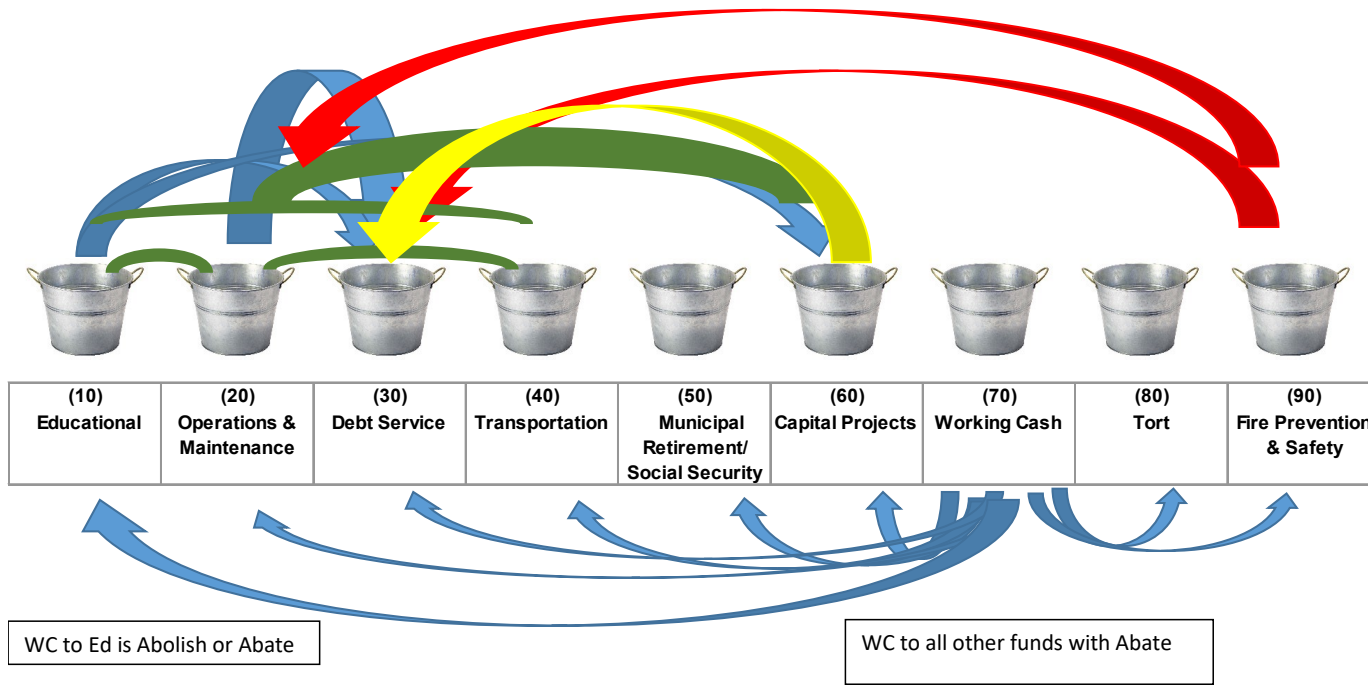 (10)
Educational
(20)
Operations &
Maintenance
(30)
Debt Service
(40)
Transportation
(50)
Municipal
Retirement/
Social Security
(60)
Capital Projects
(70)
Working Cash
(80)
Tort
(90)
Fire Prevention
& Safety
WC to Ed is Abolish or Abate
WC to all other funds with Abate